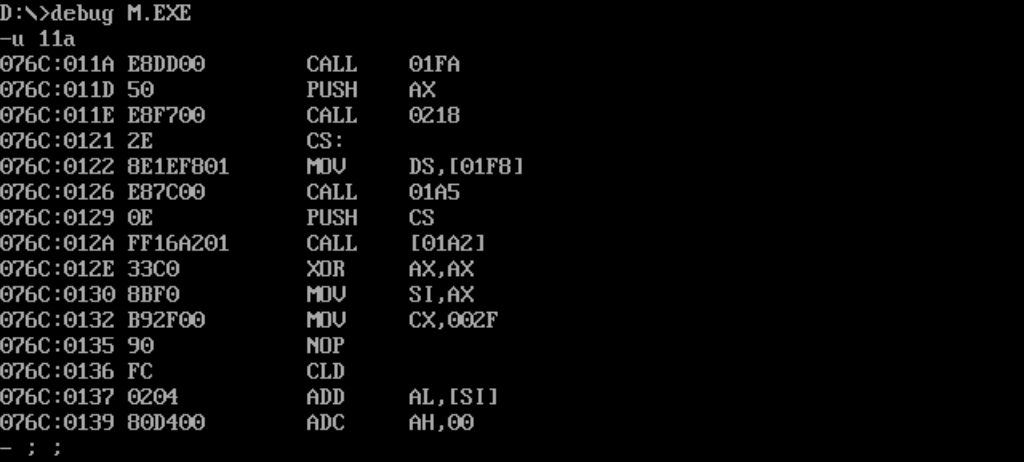 D:\>debug M.EXE
-u 11a
076C:011A E8DD00        CALL    01FA
076C:011D 50            PUSH    AX
076C:011E E8F700        CALL    0218
076C:0121 2E            CS:
076C:0122 8E1EF801      MOV     DS,[01F8]
076C:0126 E87C00        CALL    01A5
076C:0129 0E            PUSH    CS
076C:012A FF16A201      CALL    [01A2]
076C:012E 33C0          XOR     AX,AX
076C:0130 8BF0          MOV     SI,AX
076C:0132 B92F00        MOV     CX,002F
076C:0135 90            NOP
076C:0136 FC            CLD
076C:0137 0204          ADD     AL,[SI]
076C:0139 80D400        ADC     AH,00
- ; ;